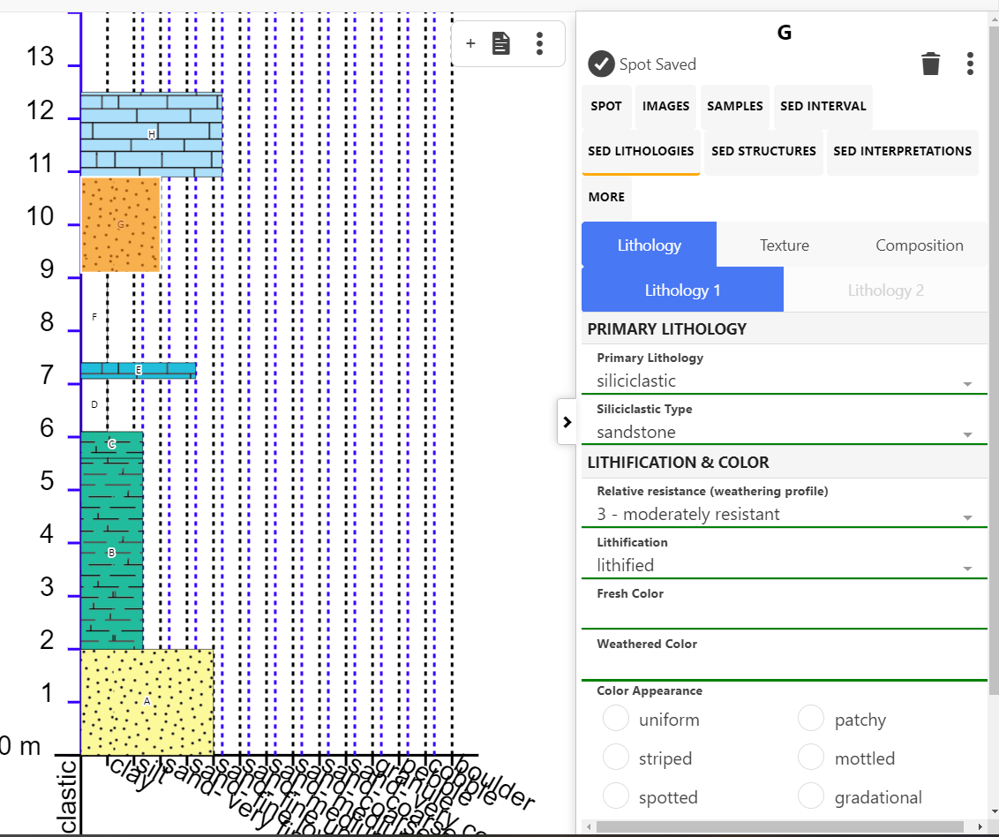 G
Spot Saved
SPOT IMAGES SAMPLES SED INTERVAL
SED LITHOLOGIES SED STRUCTURES SED INTERPRETATIONS
MORE
Lithology Texture Composition
Lithology 1 Lithology 2
PRIMARY LITHOLOGY
Primary Lithology
siliciclastic
Siliciclastic Type
sandstone
LITHIFICATION & COLOR
Relative resistance (weathering profile)
3 - moderately resistant
Lithification
lithified
Fresh Color
Weathered Color
Color Appearance
uniform patchy
striped mottled
spotted gradational
+
13
12
H
11
10
G
9
F
8
E
7
D
6
C
5
4
B
3
2
A
1
0 m
clastic
clay
silt
boulder